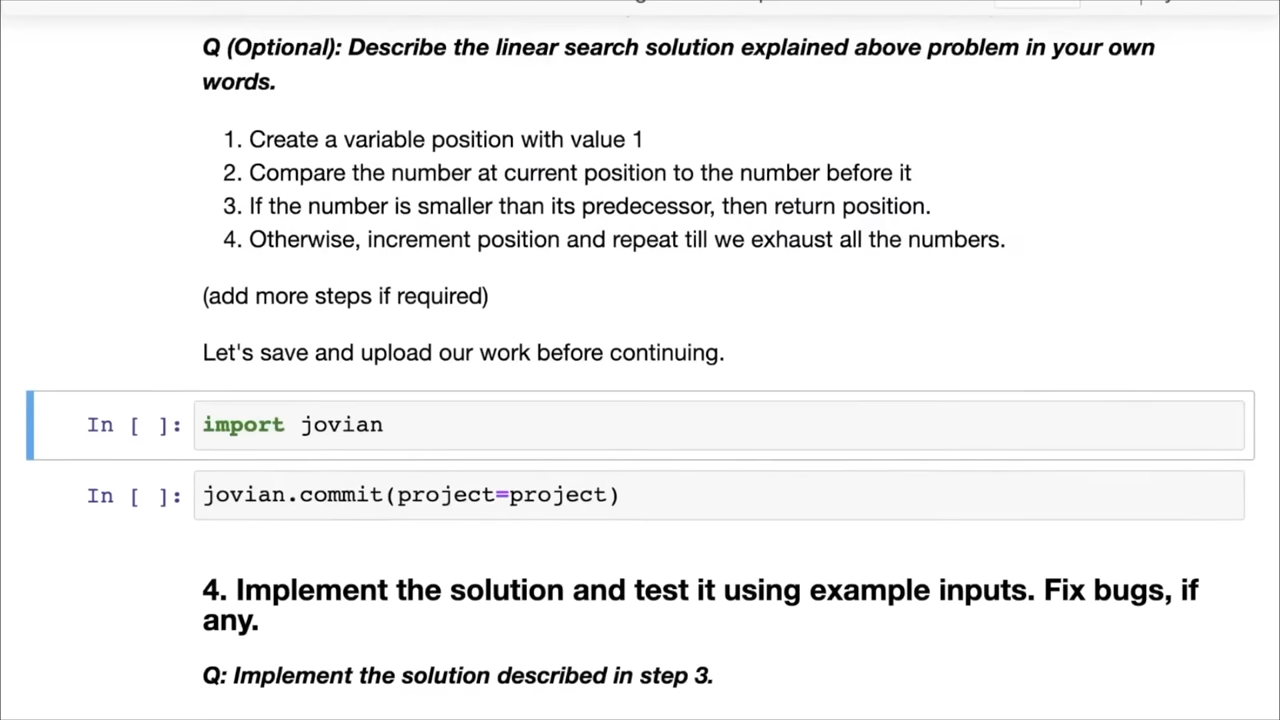 Q (Optional): Describe the linear search solution explained above problem in your own
words.
1. Create a variable position with value 1
2. Compare the number at current position to the number before it
3. If the number is smaller than its predecessor, then return position.
4. Otherwise, increment position and repeat till we exhaust all the numbers.
(add more steps if required)
Let's save and upload our work before continuing.
In [ ]: import jovian
In [ ]: jovian.commit(project=project)
4. Implement the solution and test it using example inputs. Fix bugs, if
any.
Q: Implement the solution described in step 3.